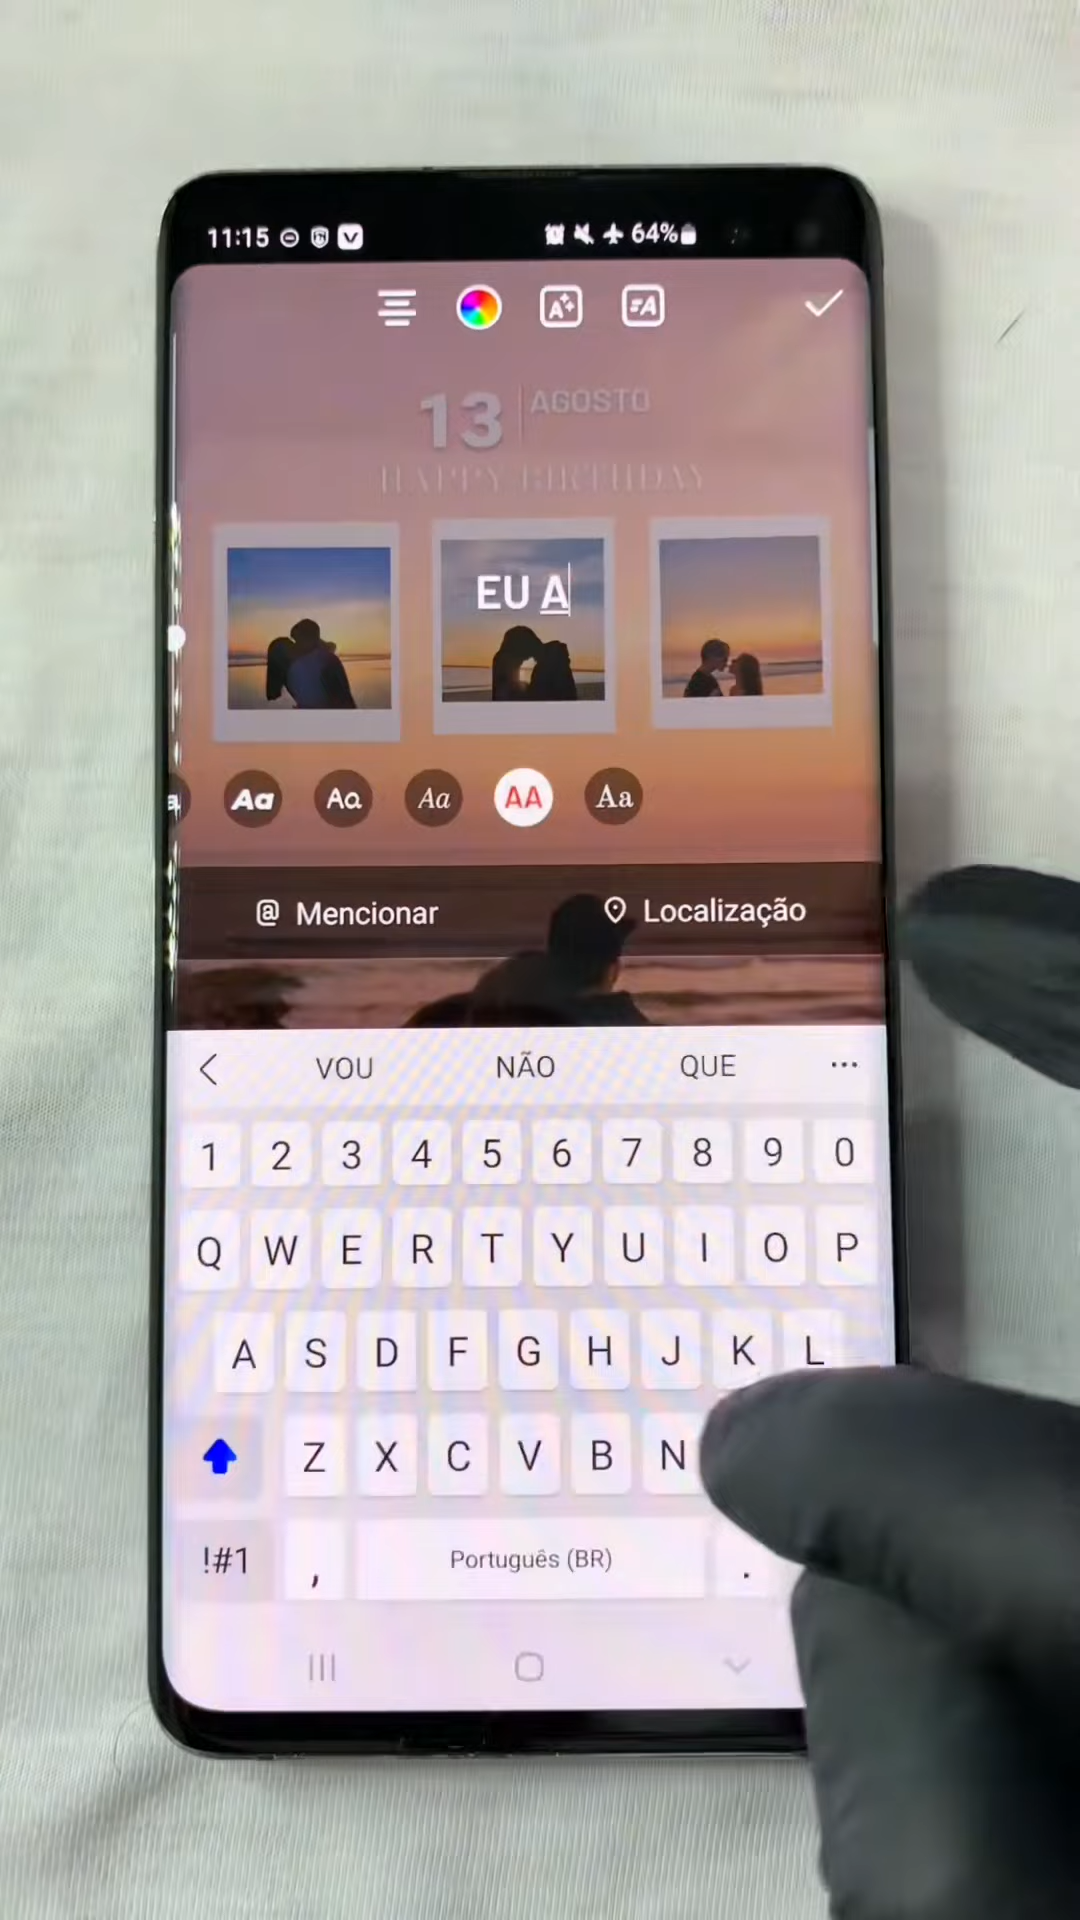 11:15 64%
13 AGOSTO
HAPPY BIRTHDAY
EU A
Aa Aa Aa AA Aa
Mencionar Localização
VOU NÃO QUE
1 2 3 4 5 6 7 8 9 0
Q W E R T Y U I O P
A S D F G H J K L
Z X C V B N
!#1 , Português (BR) .